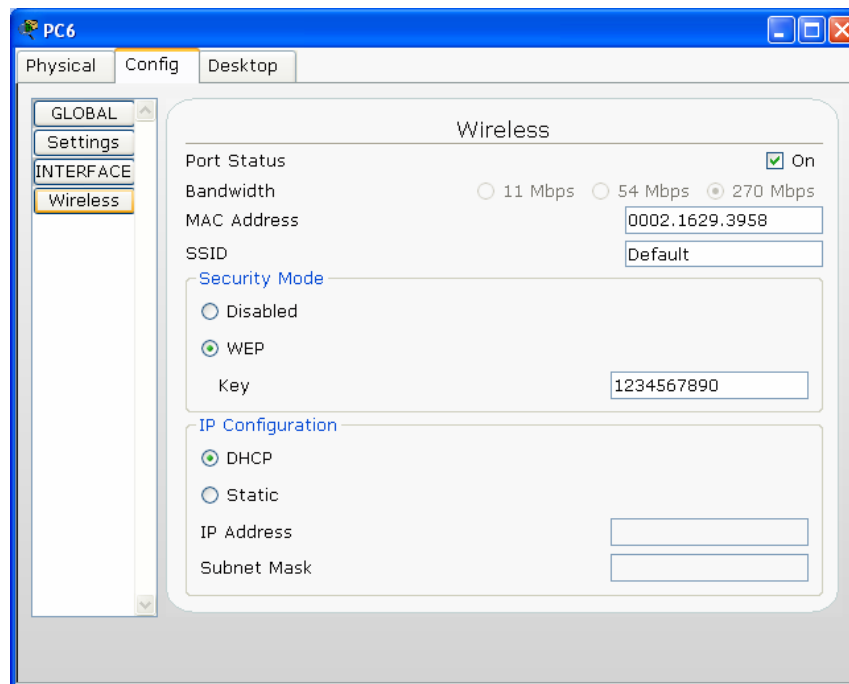 PC6
Physical Config Desktop
GLOBAL
Settings
INTERFACE
Wireless
Wireless
Port Status On
Bandwidth 11 Mbps 54 Mbps 270 Mbps
MAC Address 0002.1629.3958
SSID Default
Security Mode
Disabled
WEP
Key 1234567890
IP Configuration
DHCP
Static
IP Address
Subnet Mask